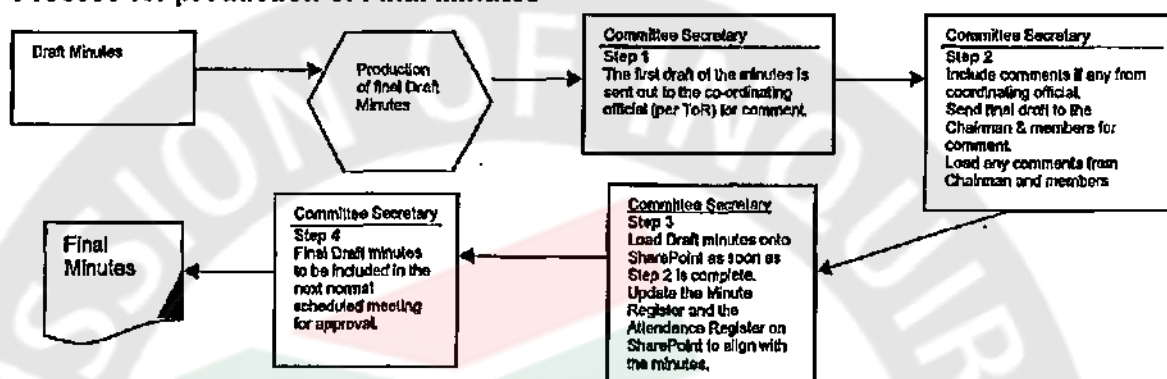 Process for production of Final minutes
Draft Minutes
Production
of final Draft
Minutes
Committee Secretary
Step 1
The first draft of the minutes is
sent out to the co-ordinating
official (per ToR) for comment.
Committee Secretary
Step 2
Include comments if any from
coordinating official.
Send final draft to the
Chairman & members for
comment.
Load any comments from
Chairman and members
Committee Secretary
Step 3
Load Draft minutes onto
SharePoint as soon as
Step 2 is complete.
Update the Minute
Register and the
Attendance Register on
SharePoint to align with
the minutes.
Committee Secretary
Step 4
Final Draft minutes
to be included in the
next normal
scheduled meeting
for approval.
Final
Minutes